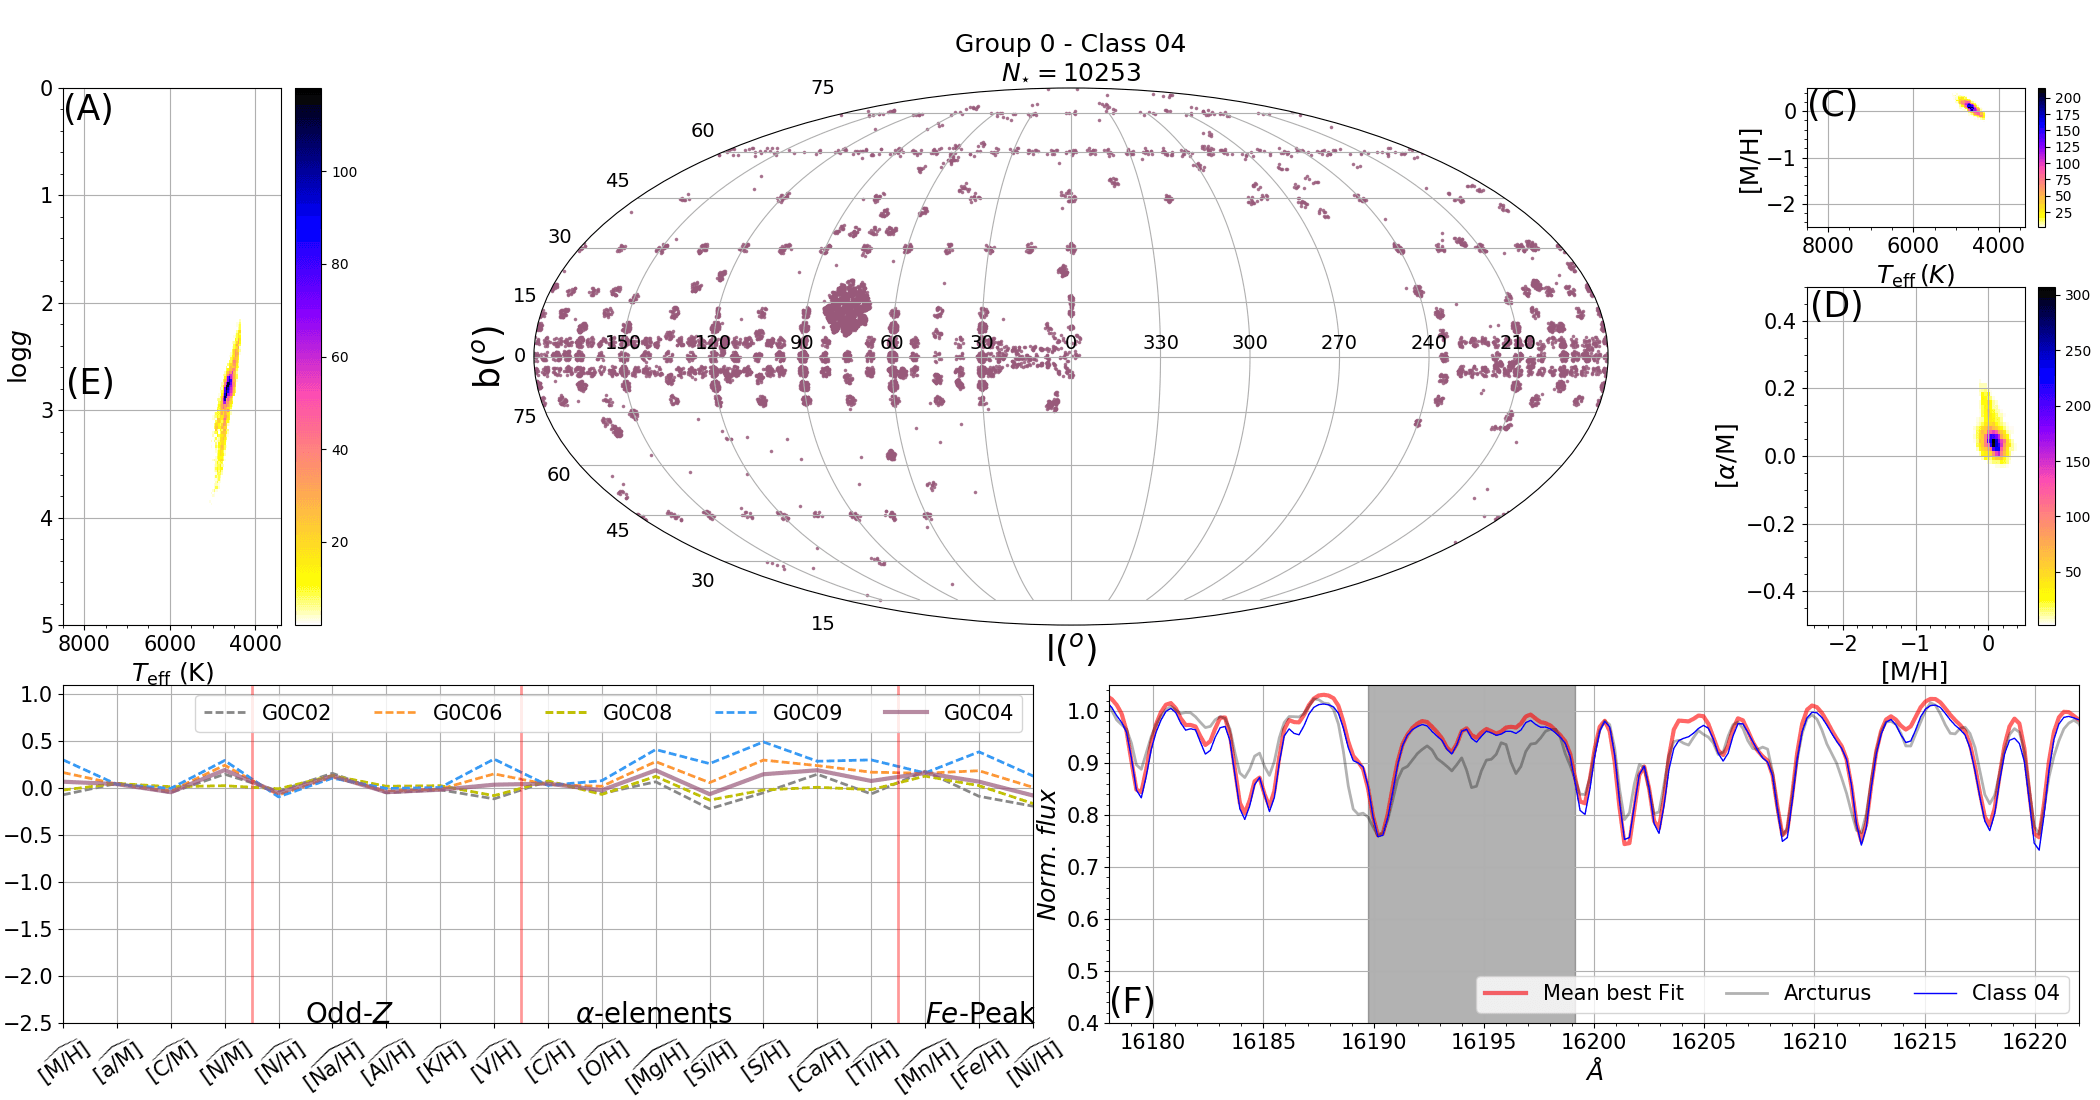 Group 0 - Class 04
N⋆ = 10253
(A)
0
1
2
3
4
5
logg
(E)
8000
6000
4000
T_eff (K)
100
80
60
40
20
75
60
45
30
15
0
75
60
45
30
15
b(°)
150
120
90
60
30
0
330
300
270
240
210
l(°)
(C)
0
−1
−2
[M/H]
8000
6000
4000
T_eff (K)
200
175
150
125
100
75
50
25
(D)
0.4
0.2
0.0
−0.2
−0.4
[α/M]
−2
−1
0
[M/H]
300
250
200
150
100
50
G0C02
G0C06
G0C08
G0C09
G0C04
1.0
0.5
0.0
−0.5
−1.0
−1.5
−2.0
−2.5
Odd-Z
α-elements
Fe-Peak
[M/H]
[a/M]
[C/M]
[N/M]
[N/H]
[Na/H]
[Al/H]
[K/H]
[V/H]
[C/H]
[O/H]
[Mg/H]
[Si/H]
[S/H]
[Ca/H]
[Ti/H]
[Mn/H]
[Fe/H]
[Ni/H]
1.0
0.9
0.8
0.7
0.6
0.5
0.4
Norm. flux
(F)
Mean best Fit
Arcturus
Class 04
16180
16185
16190
16195
16200
16205
16210
16215
16220
Å